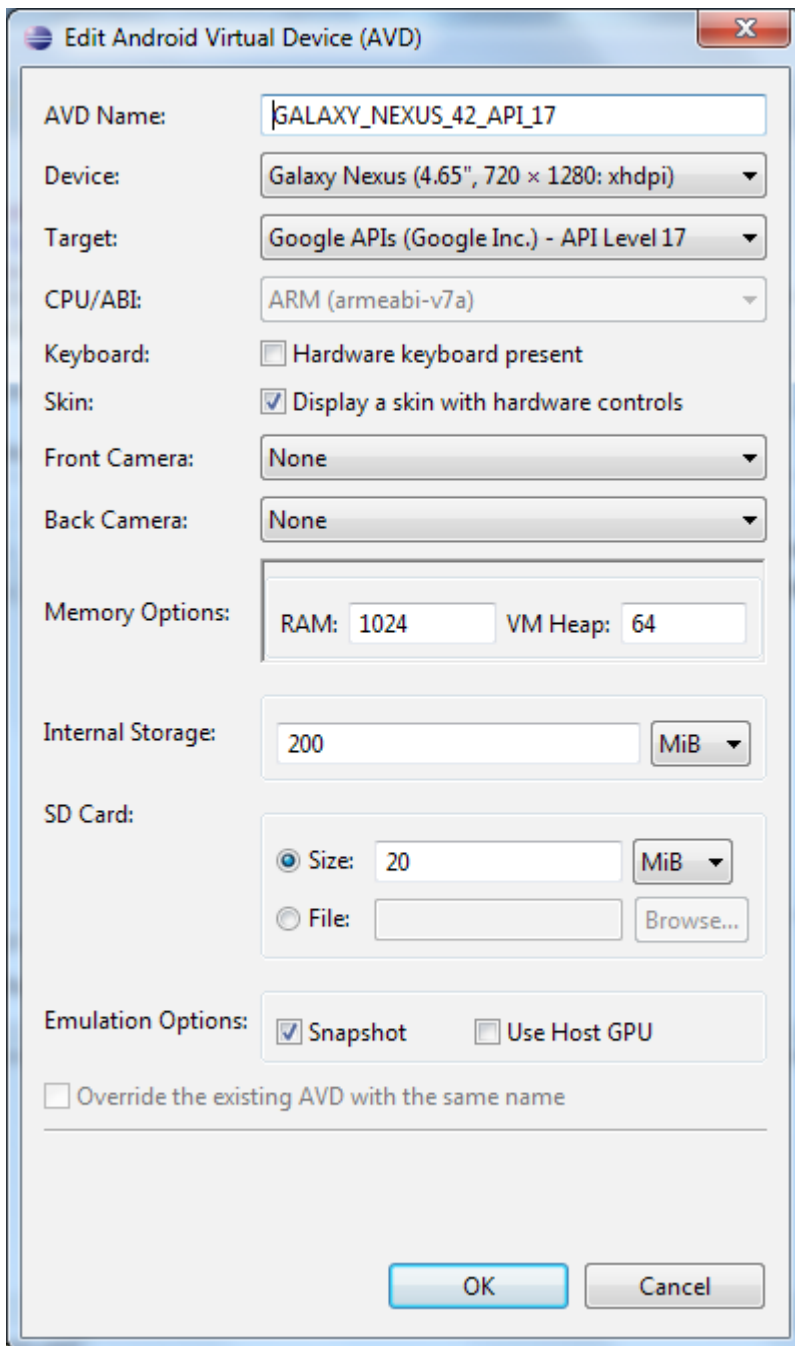 Edit Android Virtual Device (AVD)
AVD Name: GALAXY_NEXUS_42_API_17
Device: Galaxy Nexus (4.65", 720 × 1280: xhdpi)
Target: Google APIs (Google Inc.) - API Level 17
CPU/ABI: ARM (armeabi-v7a)
Keyboard: Hardware keyboard present
Skin: Display a skin with hardware controls
Front Camera: None
Back Camera: None
Memory Options: RAM: 1024 VM Heap: 64
Internal Storage: 200 MiB
SD Card:
Size: 20 MiB
File: Browse...
Emulation Options: Snapshot Use Host GPU
Override the existing AVD with the same name
OK Cancel